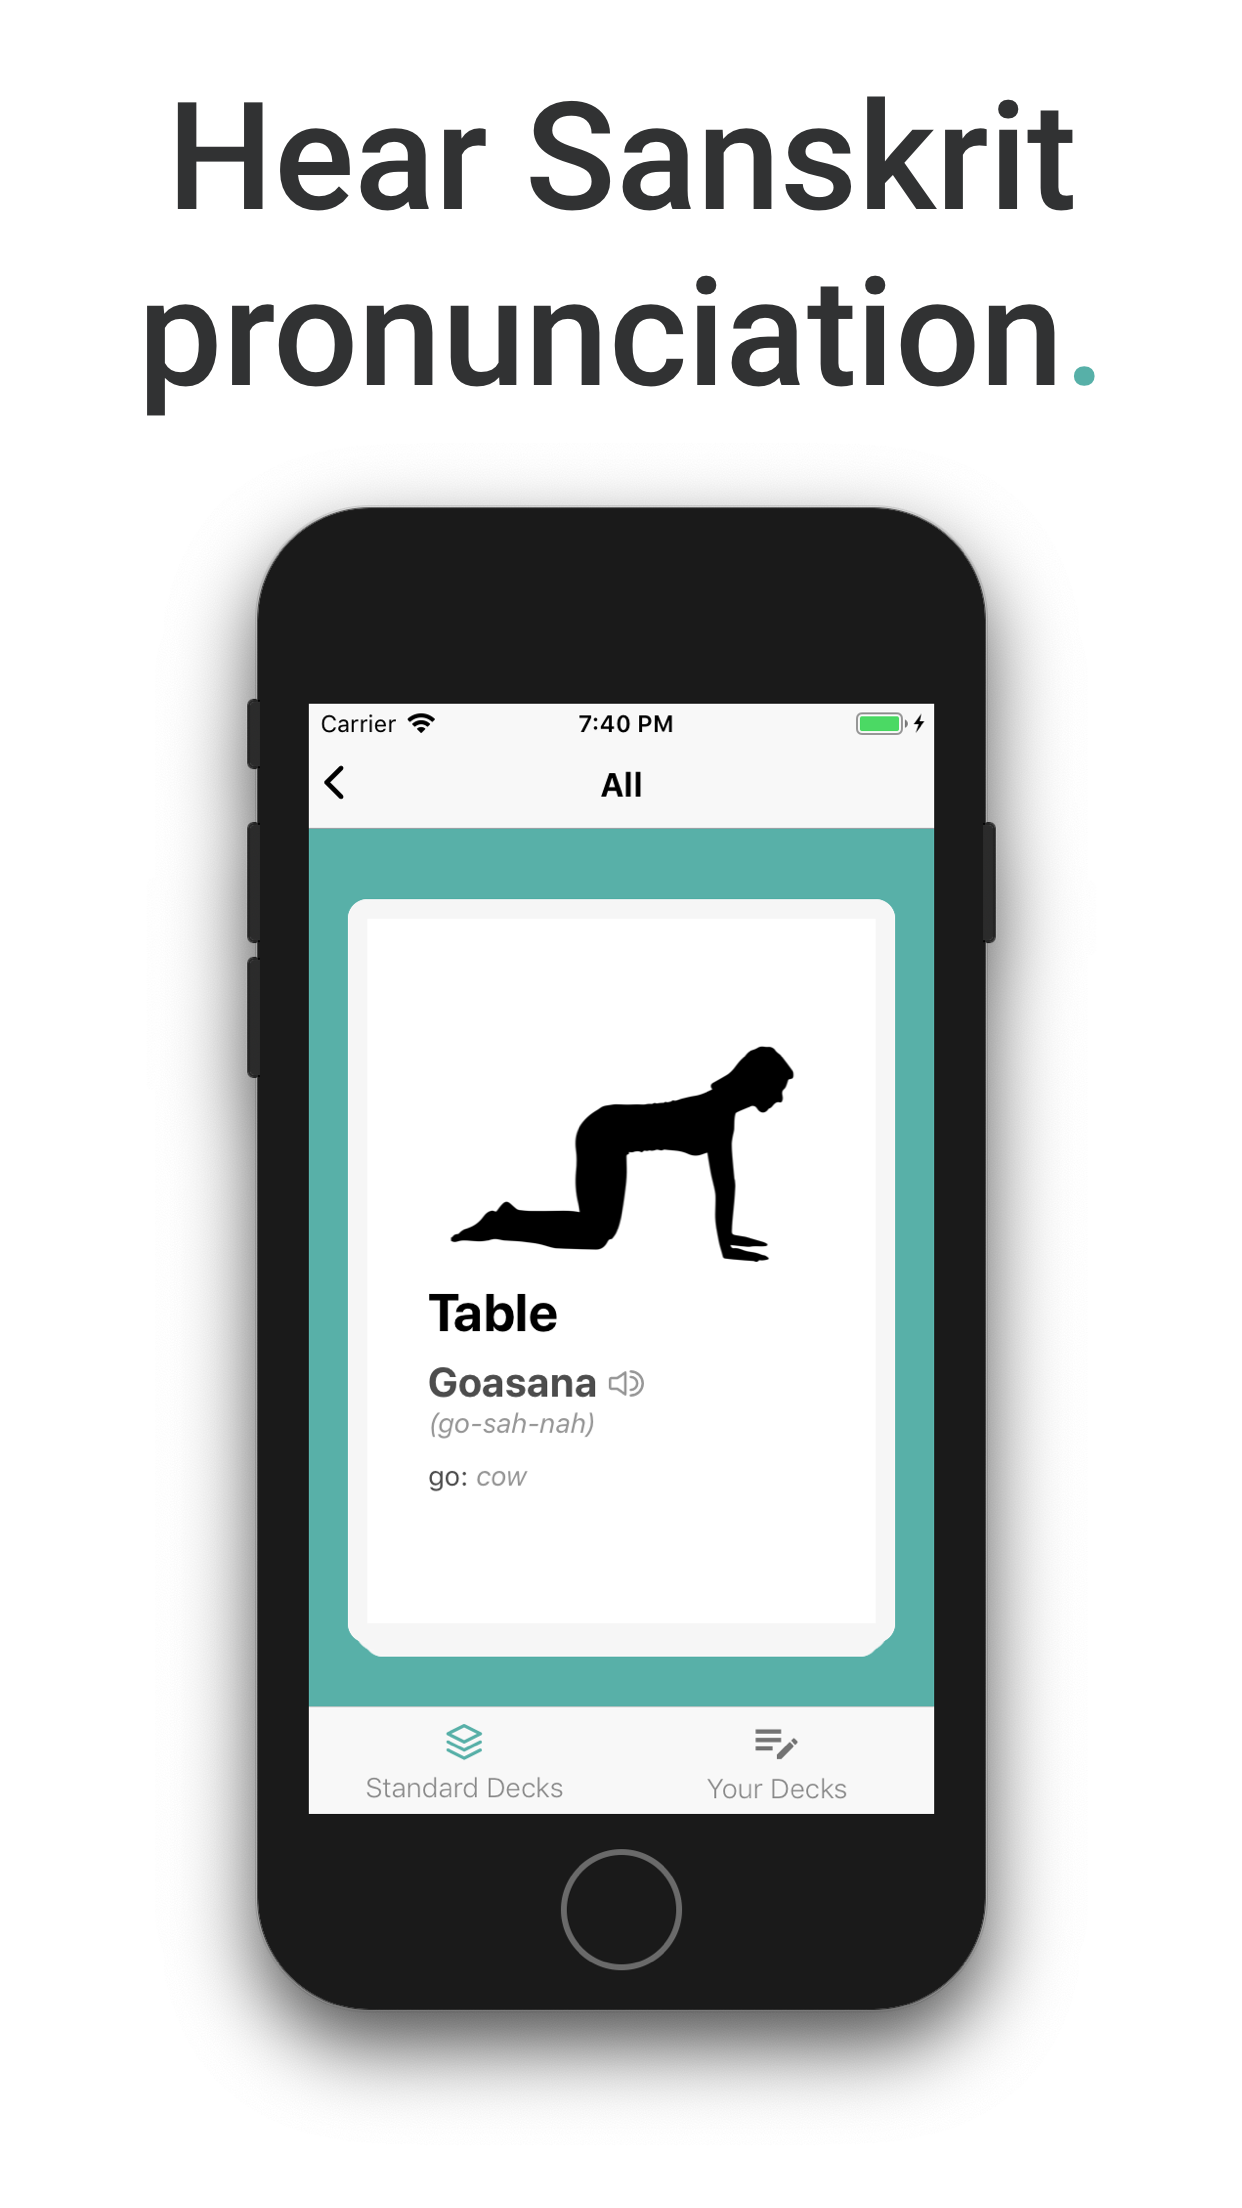 Hear Sanskrit
pronunciation.
Carrier 7:40 PM
All
Table
Goasana
(go-sah-nah)
go: cow
Standard Decks Your Decks